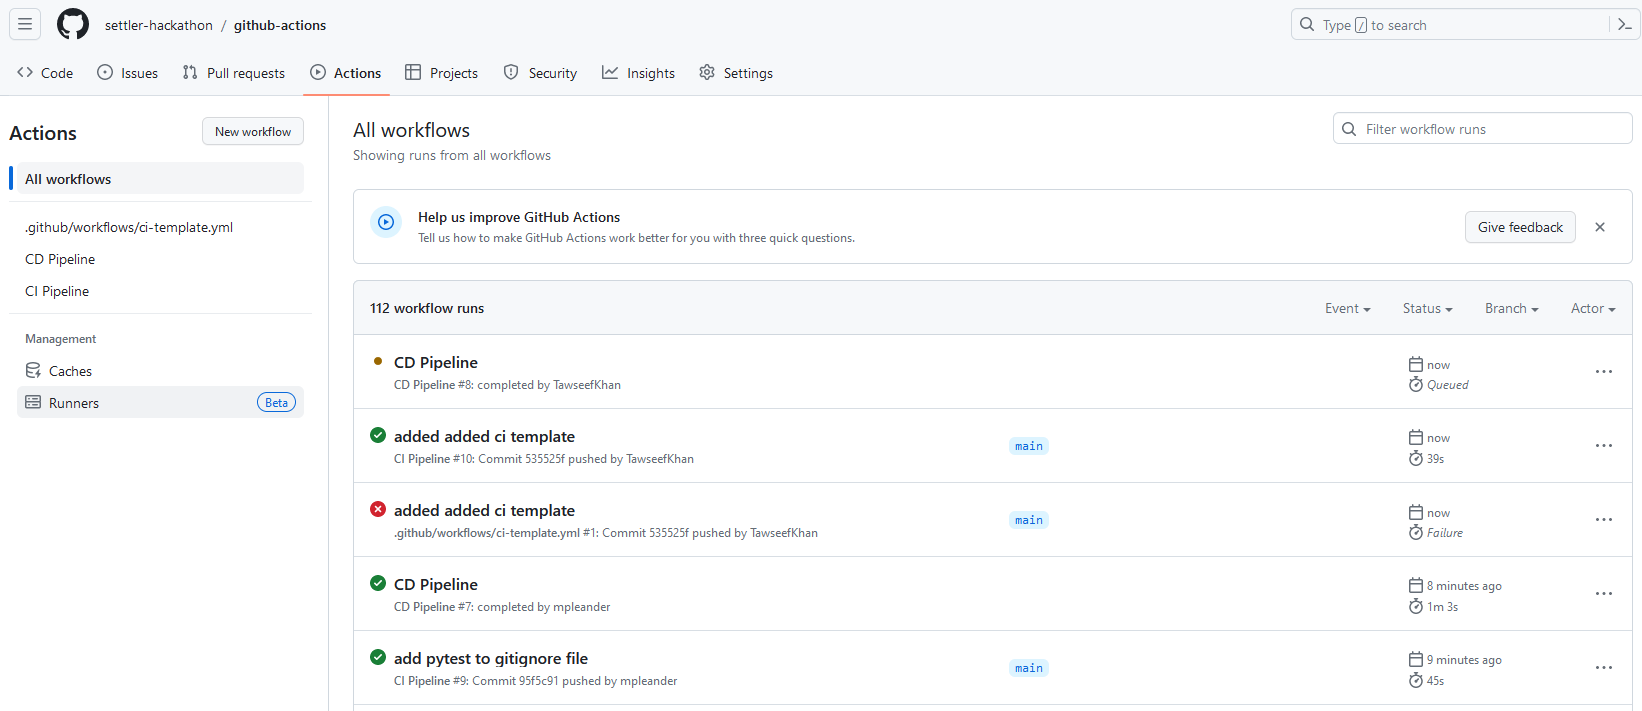 settler-hackathon / github-actions
Type / to search
Code Issues Pull requests Actions Projects Security Insights Settings
Actions
New workflow
All workflows
.github/workflows/ci-template.yml
CD Pipeline
CI Pipeline
Management
Caches
Runners Beta
All workflows
Showing runs from all workflows
Filter workflow runs
Help us improve GitHub Actions
Tell us how to make GitHub Actions work better for you with three quick questions.
Give feedback
112 workflow runs
Event Status Branch Actor
CD Pipeline
CD Pipeline #8: completed by TawseefKhan
now
Queued
added added ci template
CI Pipeline #10: Commit 535525f pushed by TawseefKhan
main
now
39s
added added ci template
.github/workflows/ci-template.yml #1: Commit 535525f pushed by TawseefKhan
main
now
Failure
CD Pipeline
CD Pipeline #7: completed by mpleander
8 minutes ago
1m 3s
add pytest to gitignore file
CI Pipeline #9: Commit 95f5c91 pushed by mpleander
main
9 minutes ago
45s